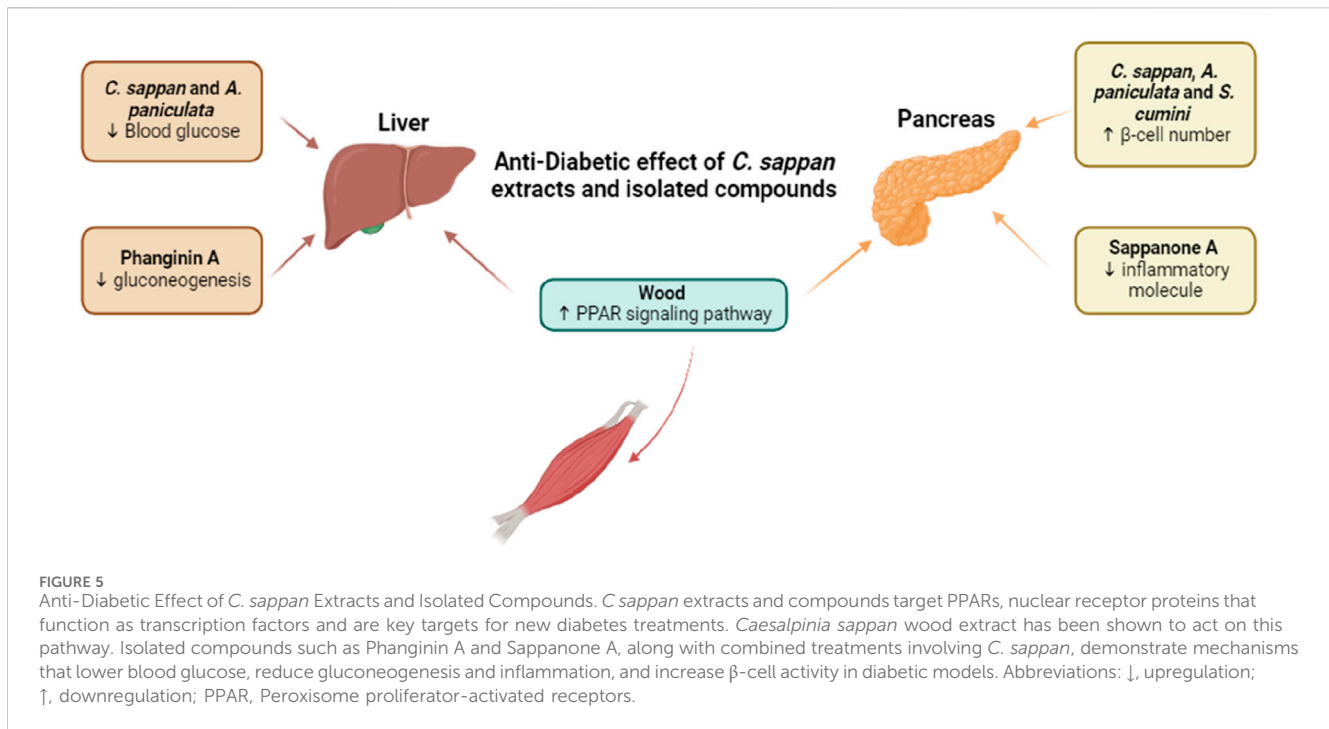 C. sappan and A.
paniculata
↓ Blood glucose
Liver
Phanginin A
↓ gluconeogenesis
Anti-Diabetic effect of C. sappan
extracts and isolated compounds
Wood
↑ PPAR signaling pathway
Pancreas
C. sappan, A.
paniculata and S.
cumini
↑ β-cell number
Sappanone A
↓ inflammatory
molecule
FIGURE 5
Anti-Diabetic Effect of C. sappan Extracts and Isolated Compounds. C sappan extracts and compounds target PPARs, nuclear receptor proteins that
function as transcription factors and are key targets for new diabetes treatments. Caesalpinia sappan wood extract has been shown to act on this
pathway. Isolated compounds such as Phanginin A and Sappanone A, along with combined treatments involving C. sappan, demonstrate mechanisms
that lower blood glucose, reduce gluconeogenesis and inflammation, and increase β-cell activity in diabetic models. Abbreviations: ↓, upregulation;
↑, downregulation; PPAR, Peroxisome proliferator-activated receptors.